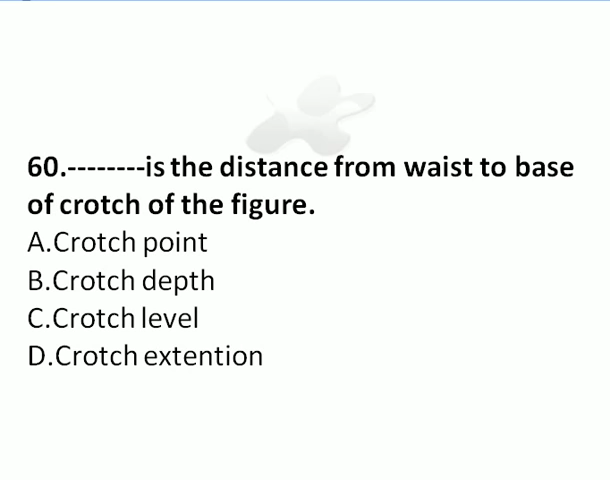 60.--------is the distance from waist to base
of crotch of the figure.
A.Crotch point
B.Crotch depth
C.Crotch level
D.Crotch extention